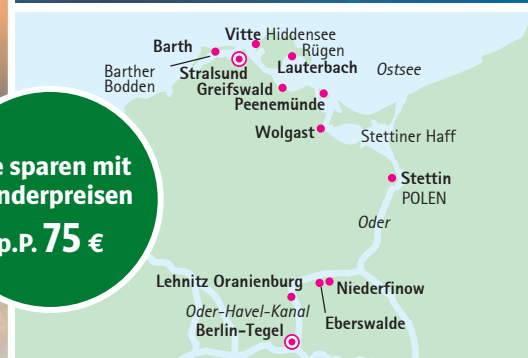 Vitte Hiddensee
Barth
Rügen
Lauterbach
Ostsee
Barther
Bodden
Stralsund
Greifswald
Peenemünde
Wolgast
Stettiner Haff
Stettin
POLEN
Oder
sparen mit
p.P. 75 €
Lehnitz Oranienburg
Niederfinow
Oder-Havel-Kanal
Eberswalde
Berlin-Tegel